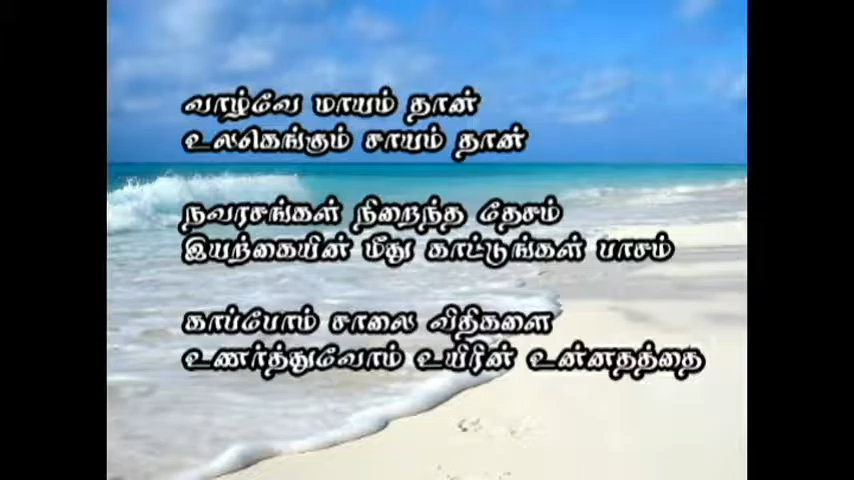 வாழ்வே மாயம் தான்
உலகெங்கும் சாயம் தான்
நவரசங்கள் நிறைந்த தேசம்
இயற்கையின் மீது காட்டுங்கள் பாசம்
காப்போம் சாலை விதிகளை
உணர்த்துவோம் உயிரின் உன்னதத்தை